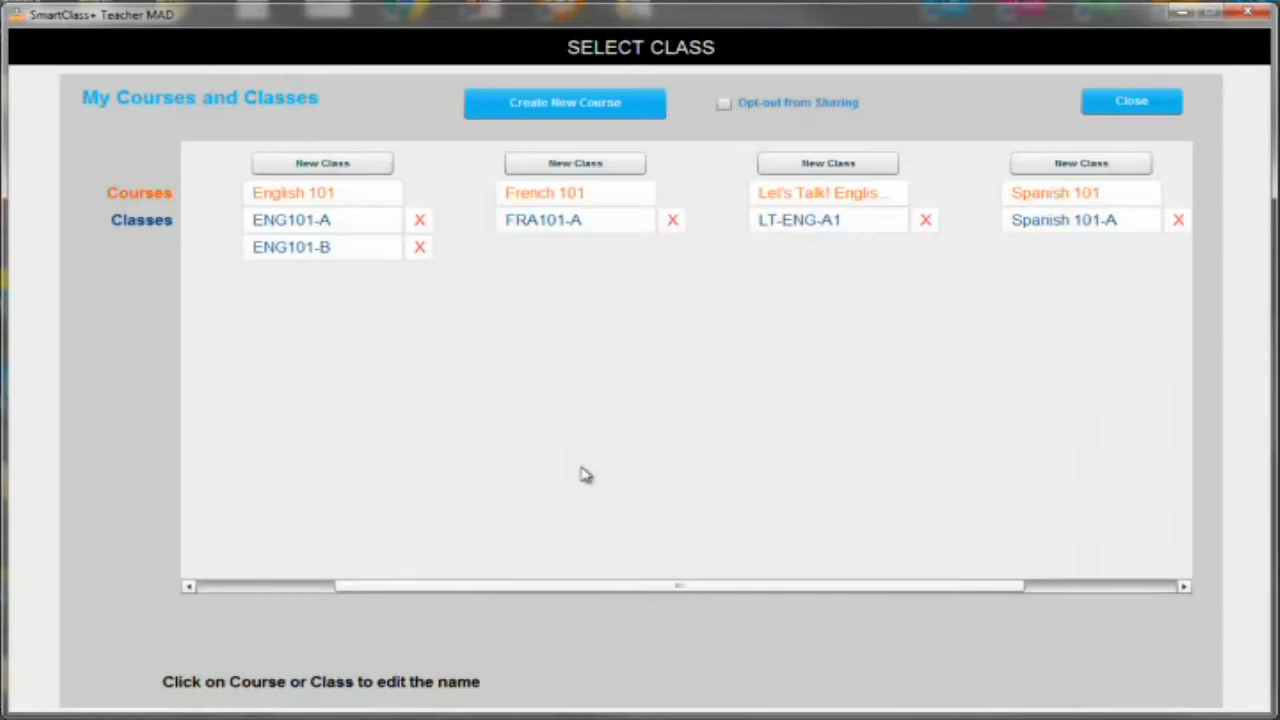 SmartClass+ Teacher MAD
SELECT CLASS
My Courses and Classes
Create New Course
Opt-out from Sharing
Close
New Class New Class New Class New Class
Courses English 101 French 101 Let's Talk! Englis... Spanish 101
Classes ENG101-A X FRA101-A X LT-ENG-A1 X Spanish 101-A X
ENG101-B X
Click on Course or Class to edit the name